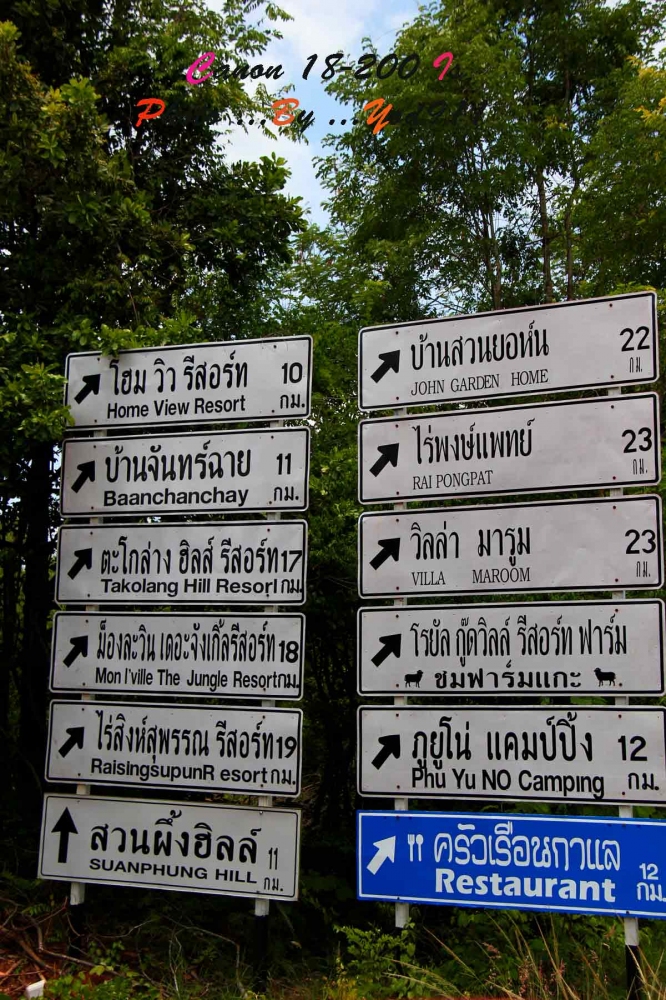 Canon 18-200 I
P ...By ...Y
โฮม วิว รีสอร์ท 10
Home View Resort กม.
บ้านจันทร์ฉาย 11
Baanchanchay กม.
ตะโกล่าง ฮิลล์ รีสอร์ท 17
Takolang Hill Resort กม
ม็องละวิน เดอะจังเกิ้ลรีสอร์ท 18
Mon l'ville The Jungle Resort กม.
ไร่สิงห์สุพรรณ รีสอร์ท 19
RaisingsupunR esort กม.
สวนผึ้งฮิลล์ 11
SUANPHUNG HILL กม.
บ้านสวนยอห์น 22
JOHN GARDEN HOME กม.
ไร่พงษ์แพทย์ 23
RAI PONGPAT กม.
วิลล่า มารูม 23
VILLA MAROOM กม.
โรยัล กู๊ดวิลล์ รีสอร์ท ฟาร์ม
ชมฟาร์มแกะ
ภูยูโน่ แคมป์ปิ้ง 12
Phu Yu NO Camping กม.
ครัวเรือนกาแล 12
Restaurant กม.